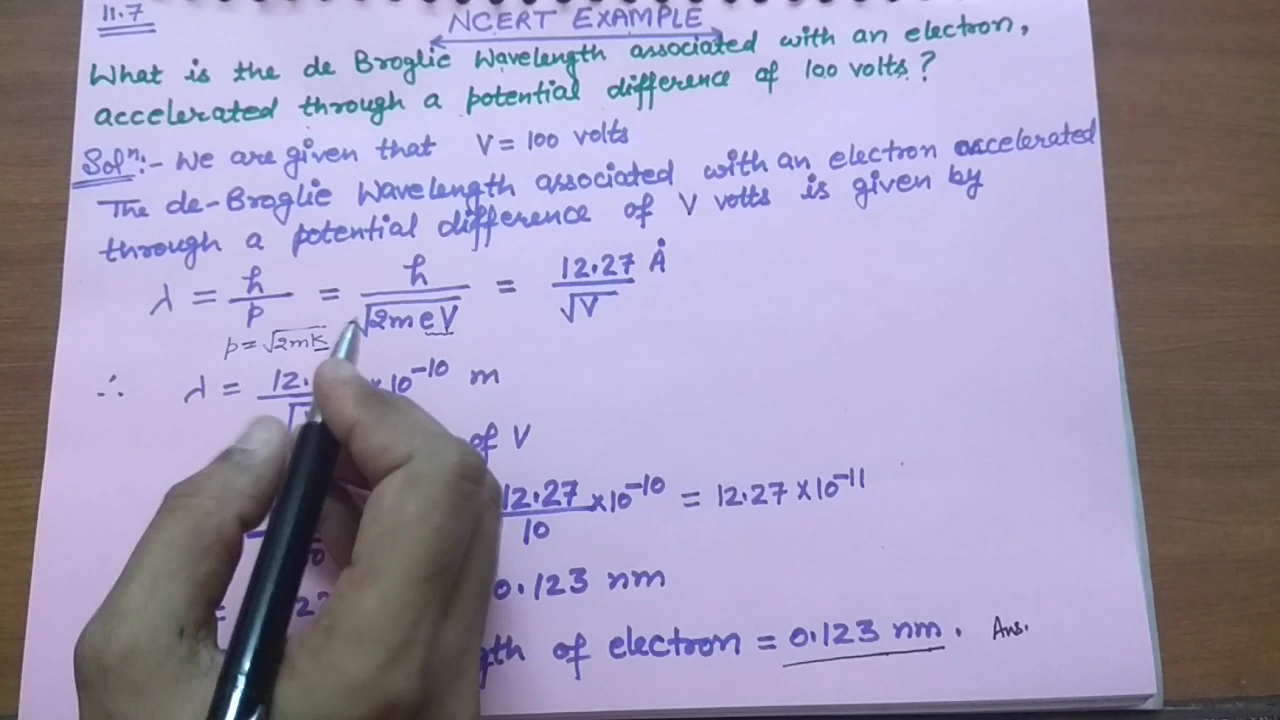 11.7
NCERT EXAMPLE
What is the de Broglie Wavelength associated with an electron,
accelerated through a potential difference of 100 volts?
Solⁿ:- We are given that V = 100 volts
The de-Broglie Wavelength associated with an electron accelerated
through a potential difference of V volts is given by
λ = h/p = h/√2meV = 12.27/√V Å
p = √2mK
∴ λ = 12. ×10⁻¹⁰ m
of V
12.27/10 ×10⁻¹⁰ = 12.27 ×10⁻¹¹
= 0.123 nm
of electron = 0.123 nm. Ans.